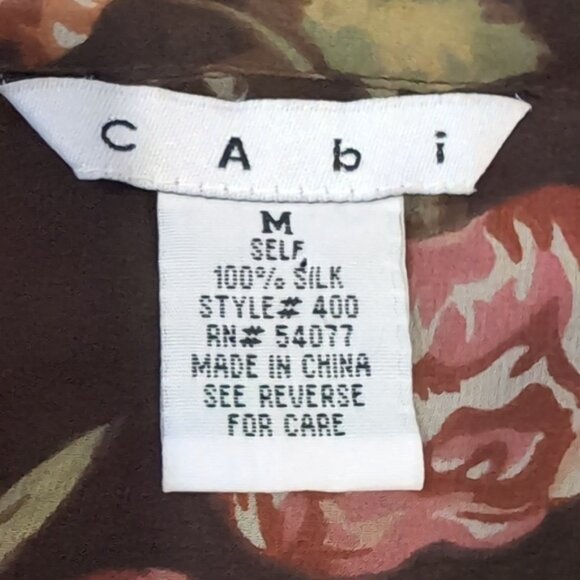 CAbi
M
SELF
100% SILK
STYLE# 400
RN# 54077
MADE IN CHINA
SEE REVERSE
FOR CARE